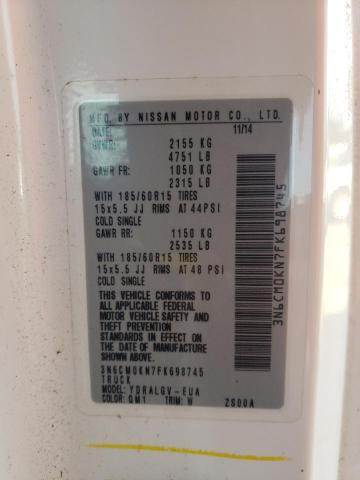 MFD. BY NISSAN MOTOR CO., LTD.
DATE: 11/14
GVWR: 2155 KG
4751 LB
GAWR FR: 1050 KG
2315 LB
WITH 185/60R15 TIRES
15x5.5 JJ RIMS AT 44PSI
COLD SINGLE
GAWR RR: 1150 KG
2535 LB
WITH 185/60R15 TIRES
15x5.5 JJ RIMS AT 48 PSI
COLD SINGLE
THIS VEHICLE CONFORMS TO
ALL APPLICABLE FEDERAL
MOTOR VEHICLE SAFETY AND
THEFT PREVENTION
STANDARDS IN EFFECT ON THE
DATE OF MANUFACTURE SHOWN
ABOVE.
3N6CM0KN7FK698745
TRUCK
MODEL: YDRALGV-EUA
COLOR: QM1 TRIM: W 2S00A
3N6CM0KN7FK698745